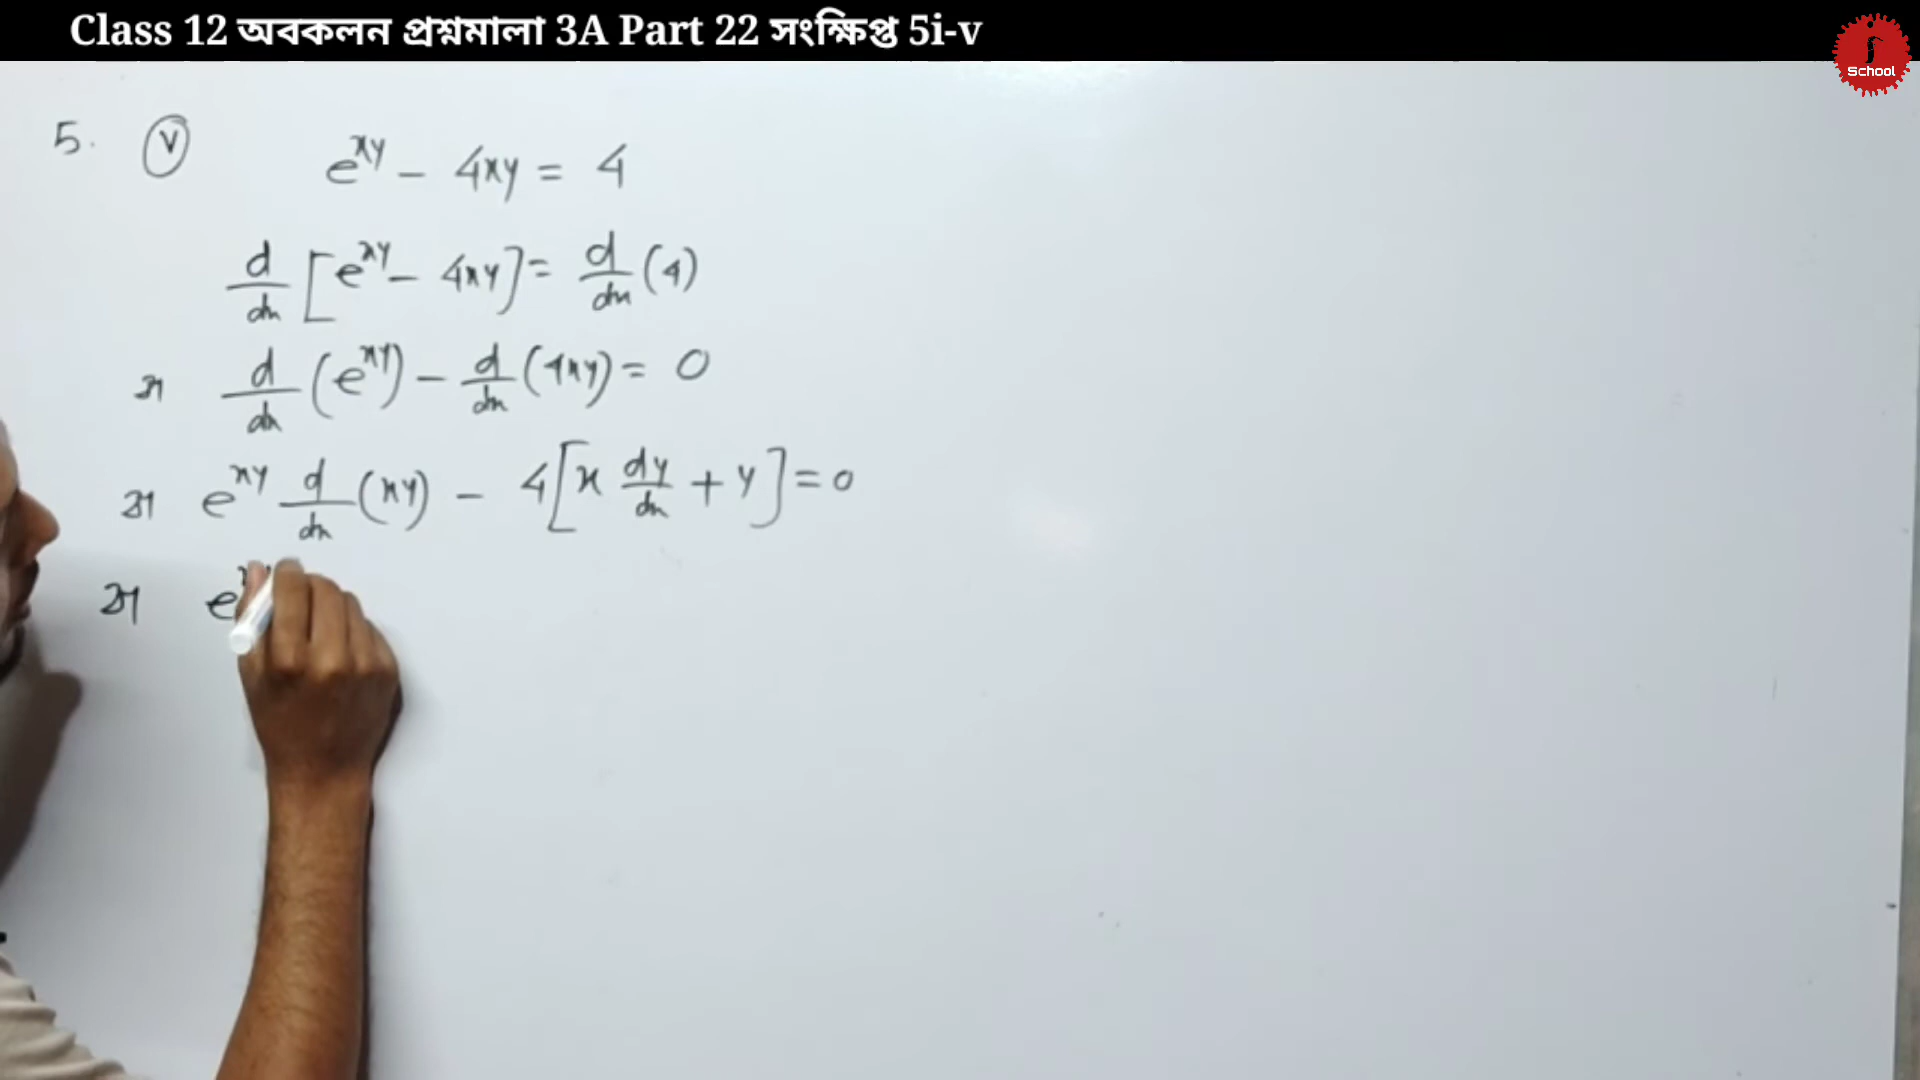 Class 12 অবকলন প্রশ্নমালা 3A Part 22 সংক্ষিপ্ত 5i-v
School
5. (v) e^{xy} - 4xy = 4
d/dx [e^{xy} - 4xy] = d/dx (4)
বা d/dx (e^{xy}) - d/dx (4xy) = 0
বা e^{xy} d/dx (xy) - 4[x dy/dx + y] = 0
বা e